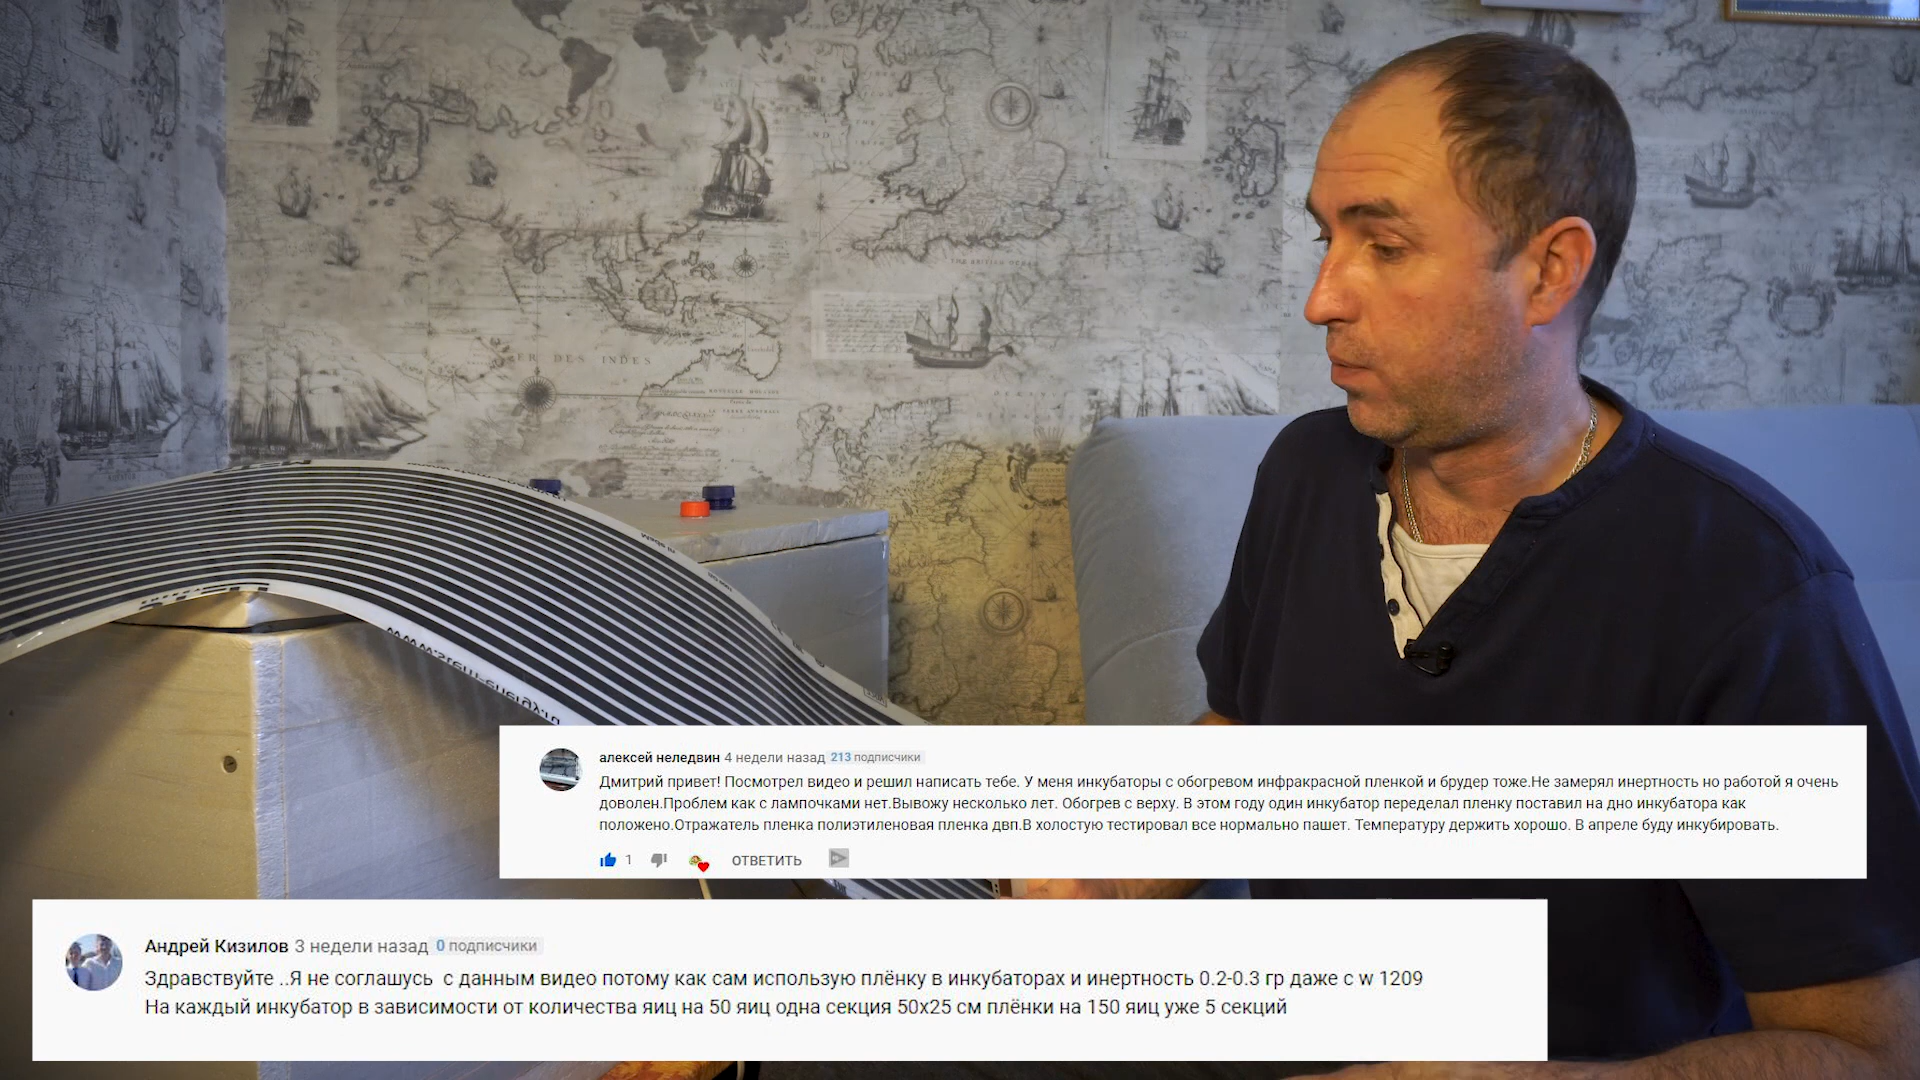 THE BRITISH OCEAN
ER DES INDES
алексей неледвин 4 недели назад 213 подписчики
Дмитрий привет! Посмотрел видео и решил написать тебе. У меня инкубаторы с обогревом инфракрасной пленкой и брудер тоже.Не замерял инертность но работой я очень
доволен.Проблем как с лампочками нет.Вывожу несколько лет. Обогрев с верху. В этом году один инкубатор переделал пленку поставил на дно инкубатора как
положено.Отражатель пленка полиэтиленовая пленка двп.В холостую тестировал все нормально пашет. Температуру держить хорошо. В апреле буду инкубировать.
1 ОТВЕТИТЬ
Андрей Кизилов 3 недели назад 0 подписчики
Здравствуйте ..Я не соглашусь с данным видео потому как сам использую плёнку в инкубаторах и инертность 0.2-0.3 гр даже с w 1209
На каждый инкубатор в зависимости от количества яиц на 50 яиц одна секция 50х25 см плёнки на 150 яиц уже 5 секций